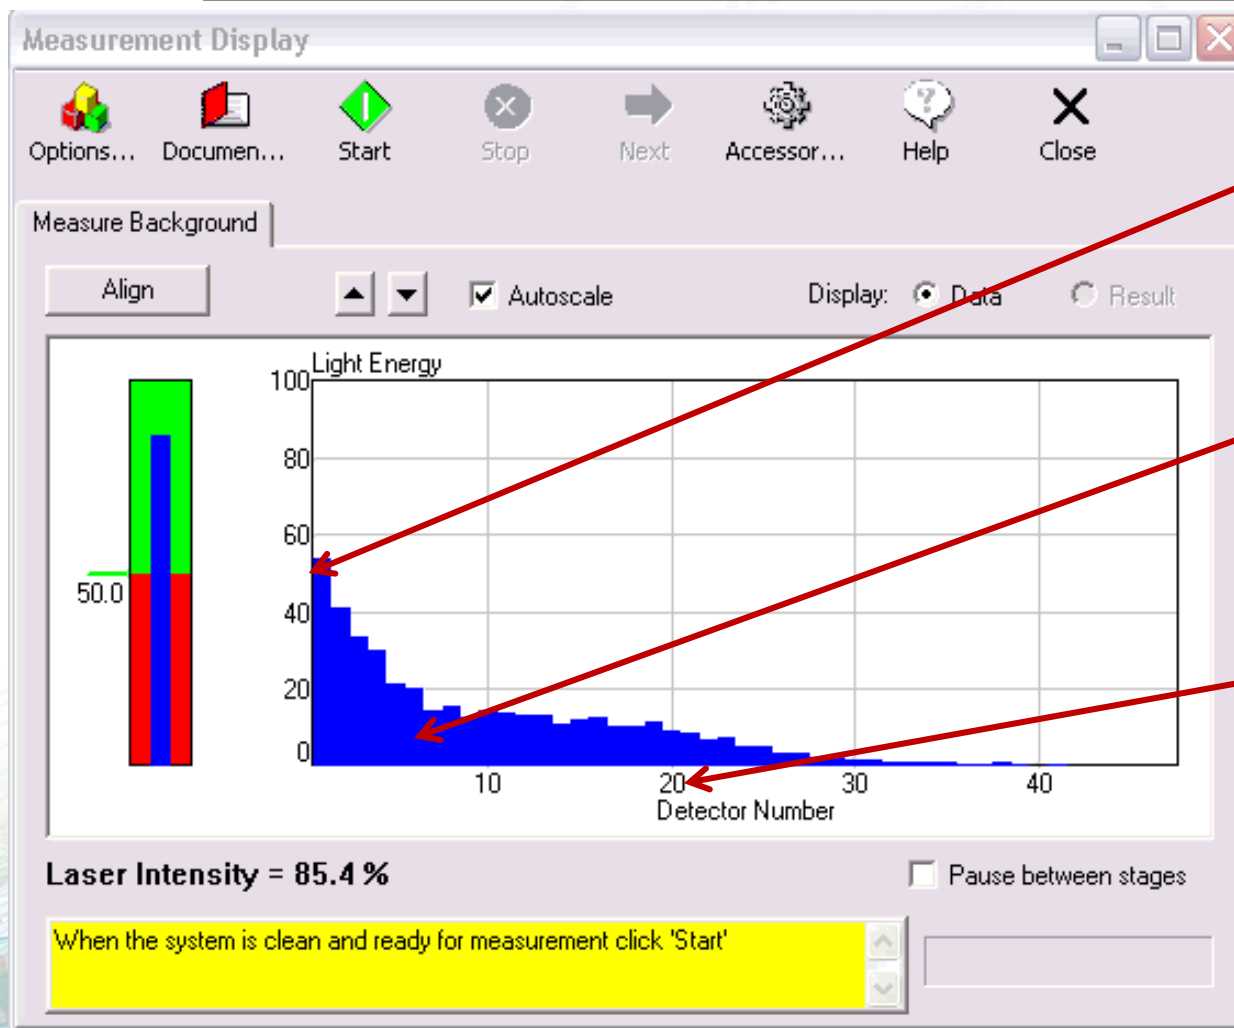 Measurement Display
Options... Documen... Start Stop Next Accessor... Help Close
Measure Background
Align Autoscale Display: Data Result
Light Energy
100
80
60
50.0
40
20
0
10 20 30 40
Detector Number
Laser Intensity = 85.4 %
Pause between stages
When the system is clean and ready for measurement click 'Start'